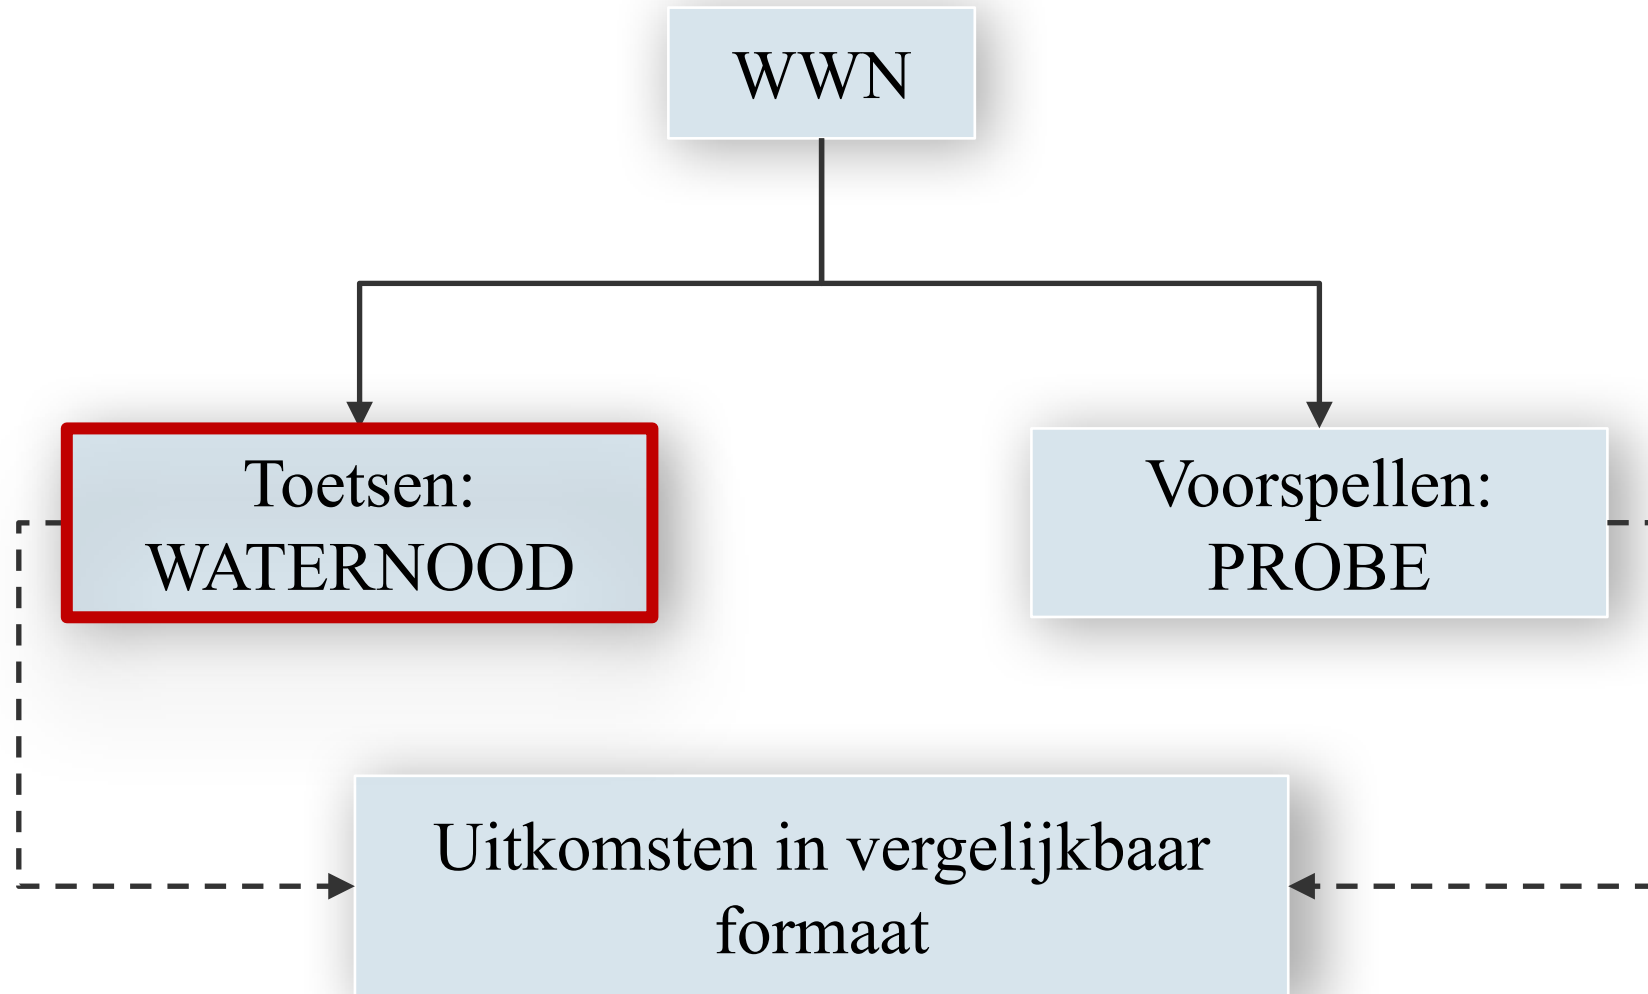 WWN
Toetsen:
WATERNOOD
Voorspellen:
PROBE
Uitkomsten in vergelijkbaar
formaat